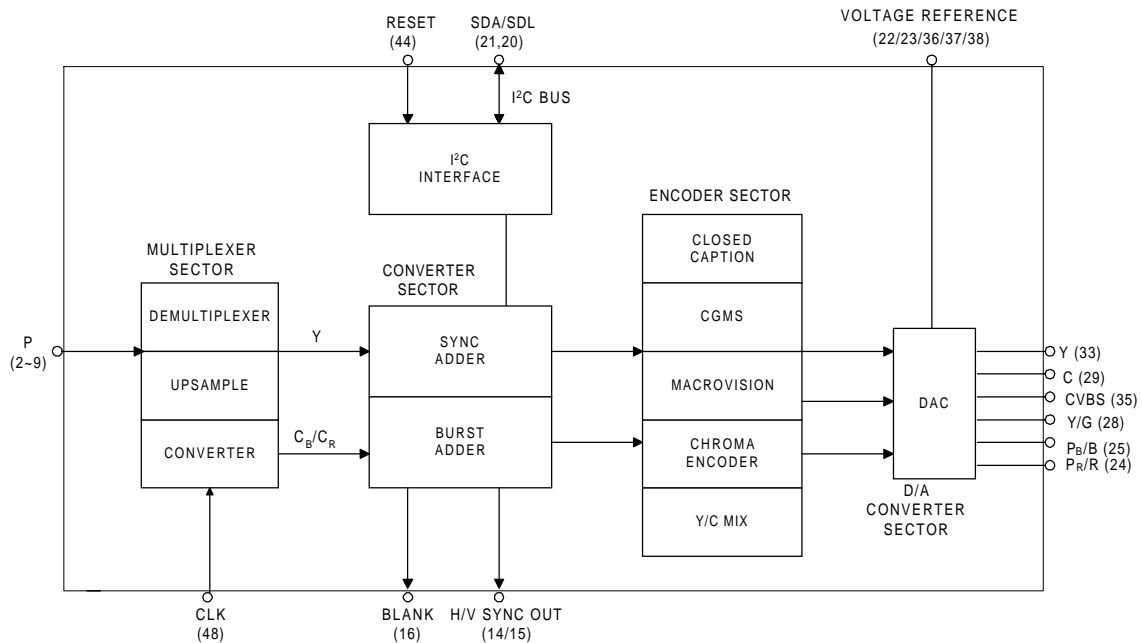 RESET
(44)
SDA/SDL
(21,20)
VOLTAGE REFERENCE
(22/23/36/37/38)
I²C BUS
I²C
INTERFACE
ENCODER SECTOR
MULTIPLEXER
SECTOR
CONVERTER
SECTOR
CLOSED
CAPTION
DEMULTIPLEXER
CGMS
P
(2~9)
Y
SYNC
ADDER
UPSAMPLE
MACROVISION
DAC
Y (33)
C (29)
CVBS (35)
Y/G (28)
PB/B (25)
PR/R (24)
CONVERTER
CB/CR
BURST
ADDER
CHROMA
ENCODER
Y/C MIX
D/A
CONVERTER
SECTOR
CLK
(48)
BLANK
(16)
H/V SYNC OUT
(14/15)